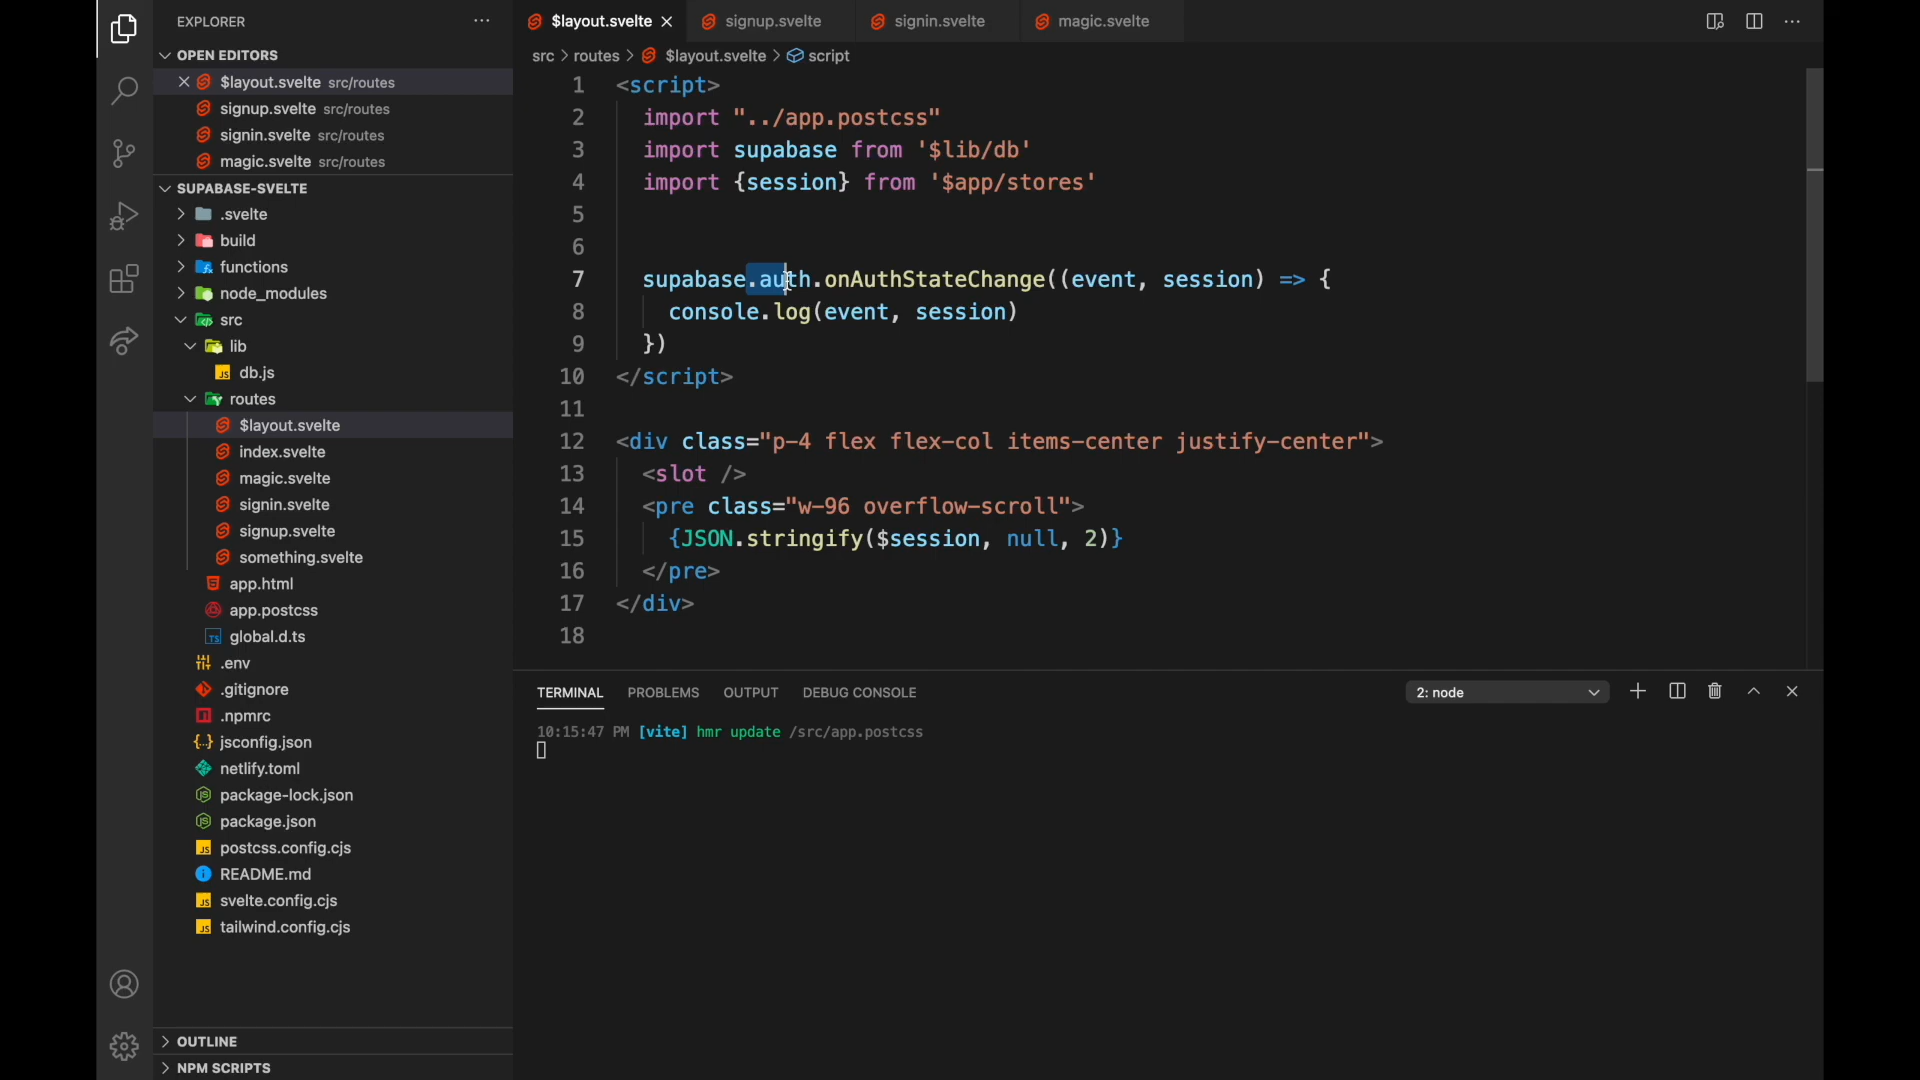 EXPLORER
OPEN EDITORS
$layout.svelte src/routes
signup.svelte src/routes
signin.svelte src/routes
magic.svelte src/routes
SUPABASE-SVELTE
.svelte
build
functions
node_modules
src
lib
db.js
routes
$layout.svelte
index.svelte
magic.svelte
signin.svelte
signup.svelte
something.svelte
app.html
app.postcss
global.d.ts
.env
.gitignore
.npmrc
jsconfig.json
netlify.toml
package-lock.json
package.json
postcss.config.cjs
README.md
svelte.config.cjs
tailwind.config.cjs
OUTLINE
NPM SCRIPTS
$layout.svelte signup.svelte signin.svelte magic.svelte
src > routes > $layout.svelte > script
1 <script>
2 import "../app.postcss"
3 import supabase from '$lib/db'
4 import {session} from '$app/stores'
5
6
7 supabase.auth.onAuthStateChange((event, session) => {
8 console.log(event, session)
9 })
10 </script>
11
12 <div class="p-4 flex flex-col items-center justify-center">
13 <slot />
14 <pre class="w-96 overflow-scroll">
15 {JSON.stringify($session, null, 2)}
16 </pre>
17 </div>
18
TERMINAL PROBLEMS OUTPUT DEBUG CONSOLE 2: node
10:15:47 PM [vite] hmr update /src/app.postcss